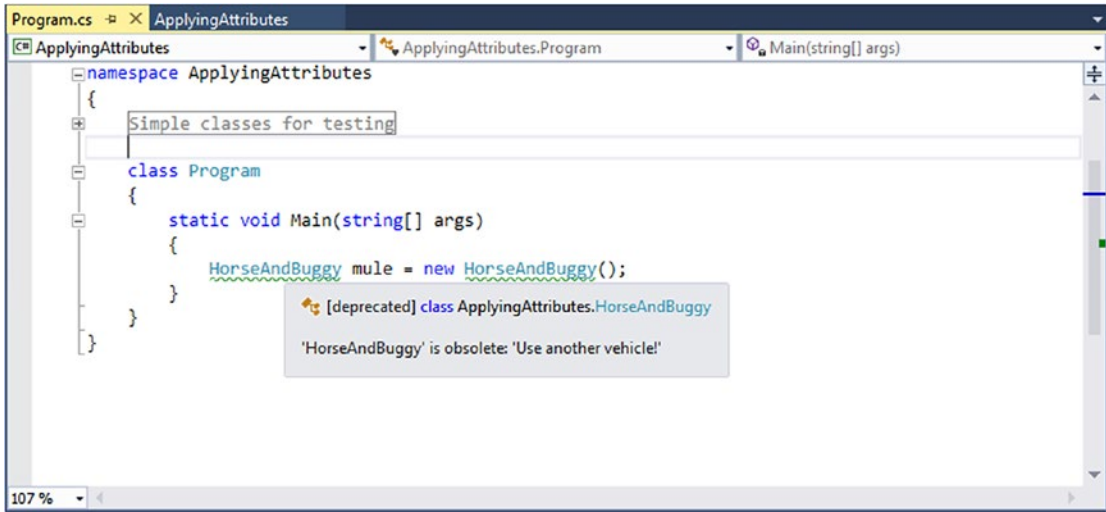 Program.cs ApplyingAttributes
C# ApplyingAttributes ApplyingAttributes.Program Main(string[] args)
namespace ApplyingAttributes
{
Simple classes for testing
class Program
{
static void Main(string[] args)
{
HorseAndBuggy mule = new HorseAndBuggy();
}
[deprecated] class ApplyingAttributes.HorseAndBuggy
}
'HorseAndBuggy' is obsolete: 'Use another vehicle!'
}
107 %